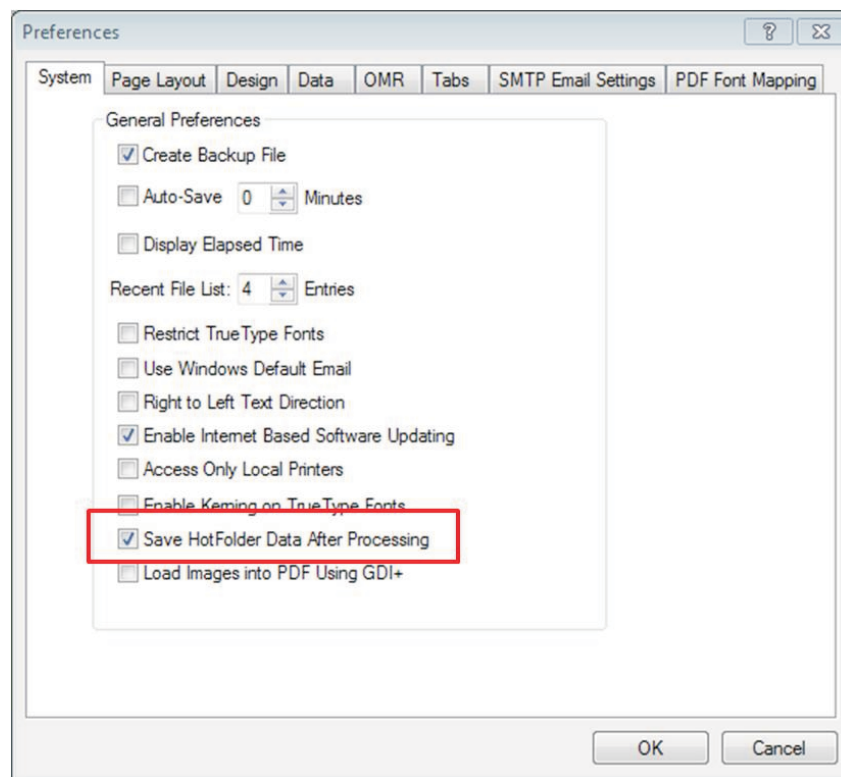 Preferences
System Page Layout Design Data OMR Tabs SMTP Email Settings PDF Font Mapping
General Preferences
Create Backup File
Auto-Save 0 Minutes
Display Elapsed Time
Recent File List: 4 Entries
Restrict TrueType Fonts
Use Windows Default Email
Right to Left Text Direction
Enable Internet Based Software Updating
Access Only Local Printers
Enable Kerning on TrueType Fonts
Save HotFolder Data After Processing
Load Images into PDF Using GDI+
OK Cancel